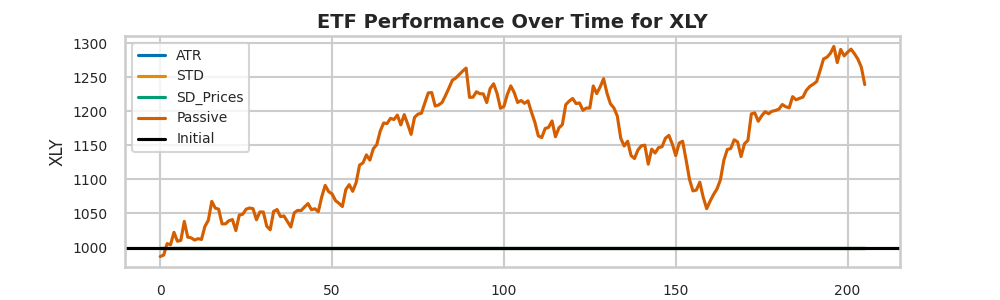 ETF Performance Over Time for XLY
XLY
1300
1250
1200
1150
1100
1050
1000
ATR
STD
SD_Prices
Passive
Initial
0 50 100 150 200